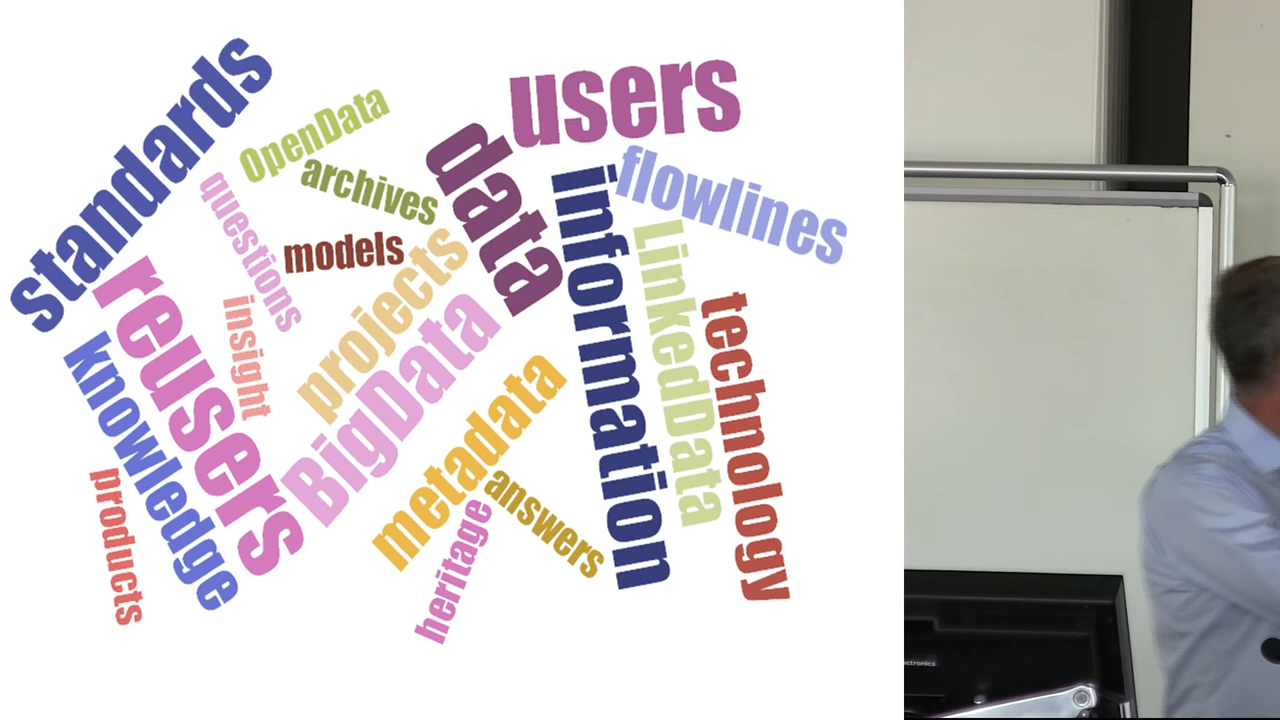 standards
OpenData
users
archives
data
flowlines
questions
models
information
projects
LinkedData
reusers
insight
BigData
technology
knowledge
metadata
answers
products
heritage